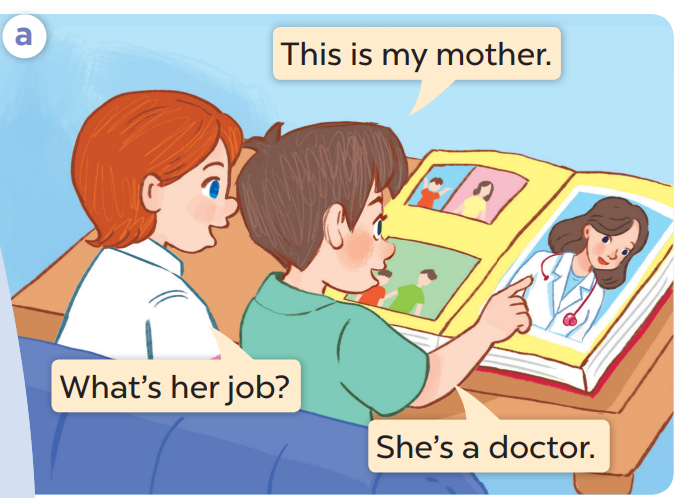 a
This is my mother.
What's her job?
She's a doctor.